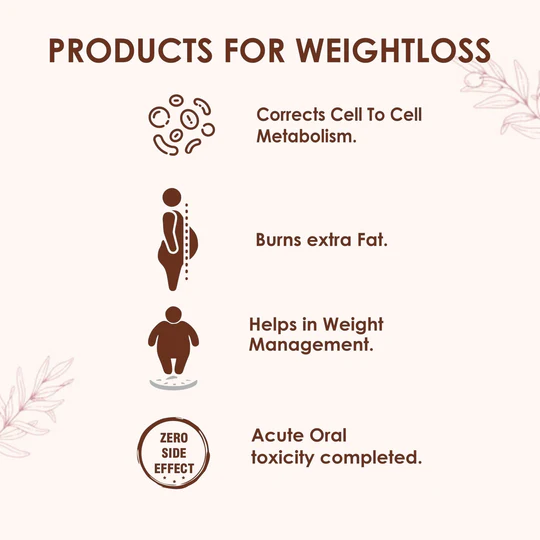 PRODUCTS FOR WEIGHTLOSS
Corrects Cell To Cell
Metabolism.
Burns extra Fat.
Helps in Weight
Management.
ZERO
SIDE
EFFECT
Acute Oral
toxicity completed.